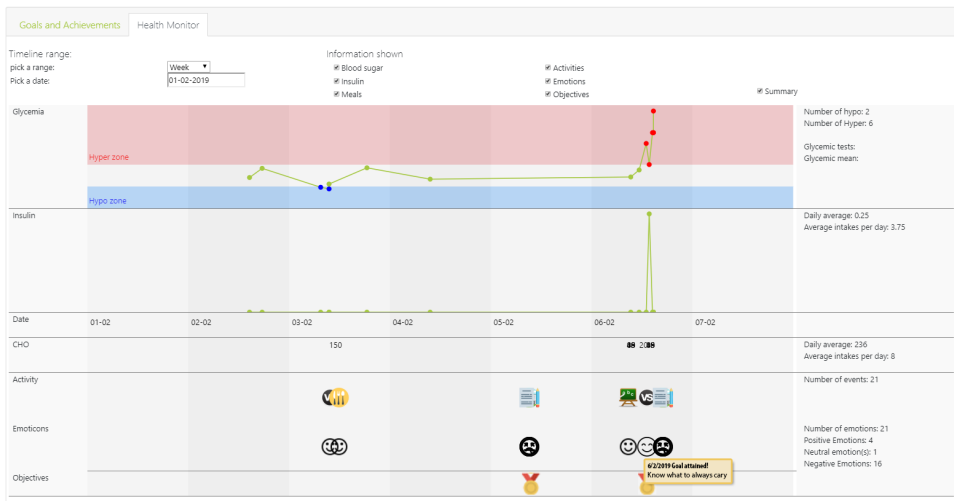 Goals and Achievements Health Monitor
Timeline range: Information shown
pick a range: Week Blood sugar Activities
Pick a date: 01-02-2019 Insulin Emotions
Meals Objectives Summary
Glycemia Number of hypo: 2
Number of Hyper: 6
Glycemic tests:
Hyper zone Glycemic mean:
Hypo zone
Insulin Daily average: 0.25
Average intakes per day: 3.75
Date 01-02 02-02 03-02 04-02 05-02 06-02 07-02
CHO 150 Daily average: 236
Average intakes per day: 8
Activity Number of events: 21
VS
Emoticons Number of emotions: 21
Positive Emotions: 4
Neutral emotion(s): 1
Negative Emotions: 16
6/2/2019 Goal attained!
Know what to always cary
Objectives